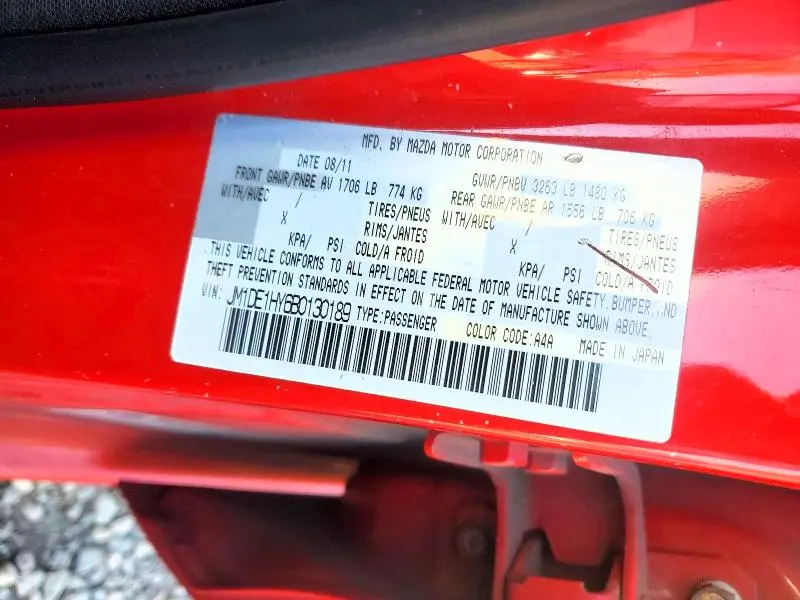 MFD. BY MAZDA MOTOR CORPORATION
DATE 08/11 GVWR/PNBV 3263 LB 1480 KG
FRONT GAWR/PNBE AV 1706 LB 774 KG REAR GAWR/PNBE AR 1556 LB 706 KG
WITH/AVEC / TIRES/PNEUS WITH/AVEC / TIRES/PNEUS
X RIMS/JANTES X RIMS/JANTES
KPA/ PSI COLD/A FROID KPA/ PSI COLD/A FROID
THIS VEHICLE CONFORMS TO ALL APPLICABLE FEDERAL MOTOR VEHICLE SAFETY, BUMPER, AND
THEFT PREVENTION STANDARDS IN EFFECT ON THE DATE OF MANUFACTURE SHOWN ABOVE.
VIN: JM1DE1HY6B0130189 TYPE:PASSENGER COLOR CODE:A4A MADE IN JAPAN